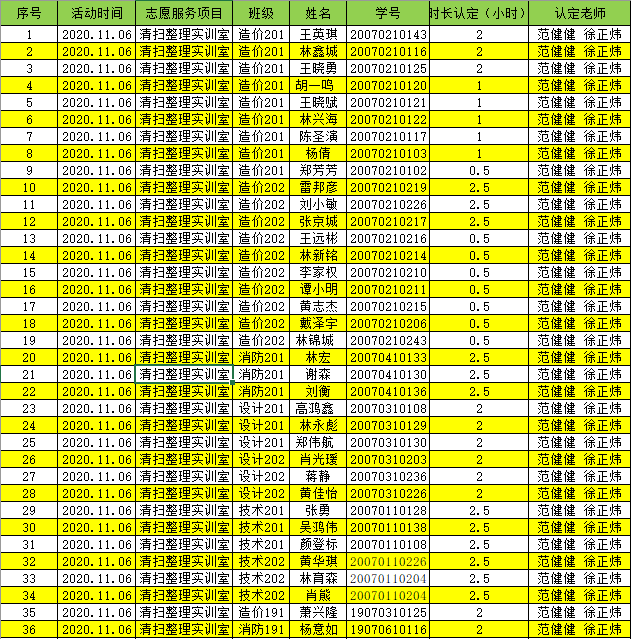 序号 活动时间 志愿服务项目 班级 姓名 学号 时长认定（小时） 认定老师
1 2020.11.06 清扫整理实训室 造价201 王英琪 20070210143 2 范健健 徐正炜
2 2020.11.06 清扫整理实训室 造价201 林鑫城 20070210116 2 范健健 徐正炜
3 2020.11.06 清扫整理实训室 造价201 王晓勇 20070210125 2 范健健 徐正炜
4 2020.11.06 清扫整理实训室 造价201 胡一鸣 20070210120 1 范健健 徐正炜
5 2020.11.06 清扫整理实训室 造价201 王晓赋 20070210121 1 范健健 徐正炜
6 2020.11.06 清扫整理实训室 造价201 林兴海 20070210122 1 范健健 徐正炜
7 2020.11.06 清扫整理实训室 造价201 陈圣演 20070210117 1 范健健 徐正炜
8 2020.11.06 清扫整理实训室 造价201 杨倩 20070210103 1 范健健 徐正炜
9 2020.11.06 清扫整理实训室 造价201 郑芳芳 20070210102 0.5 范健健 徐正炜
10 2020.11.06 清扫整理实训室 造价202 雷邦彦 20070210219 2.5 范健健 徐正炜
11 2020.11.06 清扫整理实训室 造价202 刘小敏 20070210226 2.5 范健健 徐正炜
12 2020.11.06 清扫整理实训室 造价202 张京城 20070210217 2.5 范健健 徐正炜
13 2020.11.06 清扫整理实训室 造价202 王远彬 20070210216 0.5 范健健 徐正炜
14 2020.11.06 清扫整理实训室 造价202 林新铭 20070210214 0.5 范健健 徐正炜
15 2020.11.06 清扫整理实训室 造价202 李家权 20070210210 0.5 范健健 徐正炜
16 2020.11.06 清扫整理实训室 造价202 谭小明 20070210211 0.5 范健健 徐正炜
17 2020.11.06 清扫整理实训室 造价202 黄志杰 20070210215 0.5 范健健 徐正炜
18 2020.11.06 清扫整理实训室 造价202 戴泽宇 20070210206 0.5 范健健 徐正炜
19 2020.11.06 清扫整理实训室 造价202 林锦城 20070210243 0.5 范健健 徐正炜
20 2020.11.06 清扫整理实训室 消防201 林宏 20070410133 2.5 范健健 徐正炜
21 2020.11.06 清扫整理实训室 消防201 谢森 20070410130 2.5 范健健 徐正炜
22 2020.11.06 清扫整理实训室 消防201 刘衡 20070410136 2.5 范健健 徐正炜
23 2020.11.06 清扫整理实训室 设计201 高鸿鑫 20070310108 2 范健健 徐正炜
24 2020.11.06 清扫整理实训室 设计201 林永彪 20070310129 2 范健健 徐正炜
25 2020.11.06 清扫整理实训室 设计201 郑伟航 20070310130 2 范健健 徐正炜
26 2020.11.06 清扫整理实训室 设计202 肖光瑗 20070310203 2 范健健 徐正炜
27 2020.11.06 清扫整理实训室 设计202 蒋静 20070310236 2 范健健 徐正炜
28 2020.11.06 清扫整理实训室 设计202 黄佳怡 20070310226 2 范健健 徐正炜
29 2020.11.06 清扫整理实训室 技术201 张勇 20070110128 2.5 范健健 徐正炜
30 2020.11.06 清扫整理实训室 技术201 吴鸿伟 20070110138 2.5 范健健 徐正炜
31 2020.11.06 清扫整理实训室 技术201 颜登标 20070110108 2.5 范健健 徐正炜
32 2020.11.06 清扫整理实训室 技术202 黄华琪 20070110226 2.5 范健健 徐正炜
33 2020.11.06 清扫整理实训室 技术202 林育森 20070110204 2.5 范健健 徐正炜
34 2020.11.06 清扫整理实训室 技术202 肖熊 20070110204 2.5 范健健 徐正炜
35 2020.11.06 清扫整理实训室 造价191 萧兴隆 19070310125 2 范健健 徐正炜
36 2020.11.06 清扫整理实训室 消防191 杨意如 19070610116 2 范健健 徐正炜